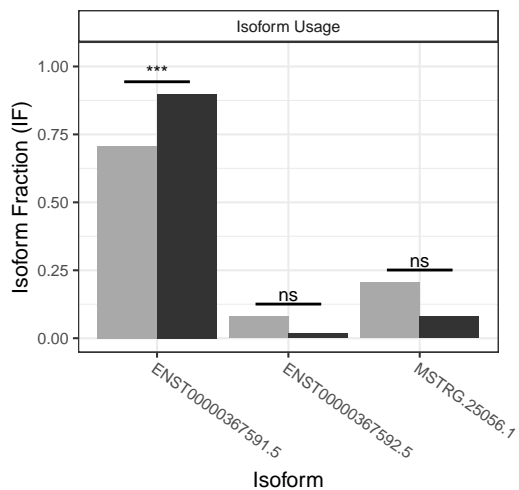 Isoform Usage
Isoform Fraction (IF)
1.00
0.75
0.50
0.25
0.00
***
ns
ns
ENST00000367591.5
ENST00000367592.5
MSTRG.25056.1
Isoform